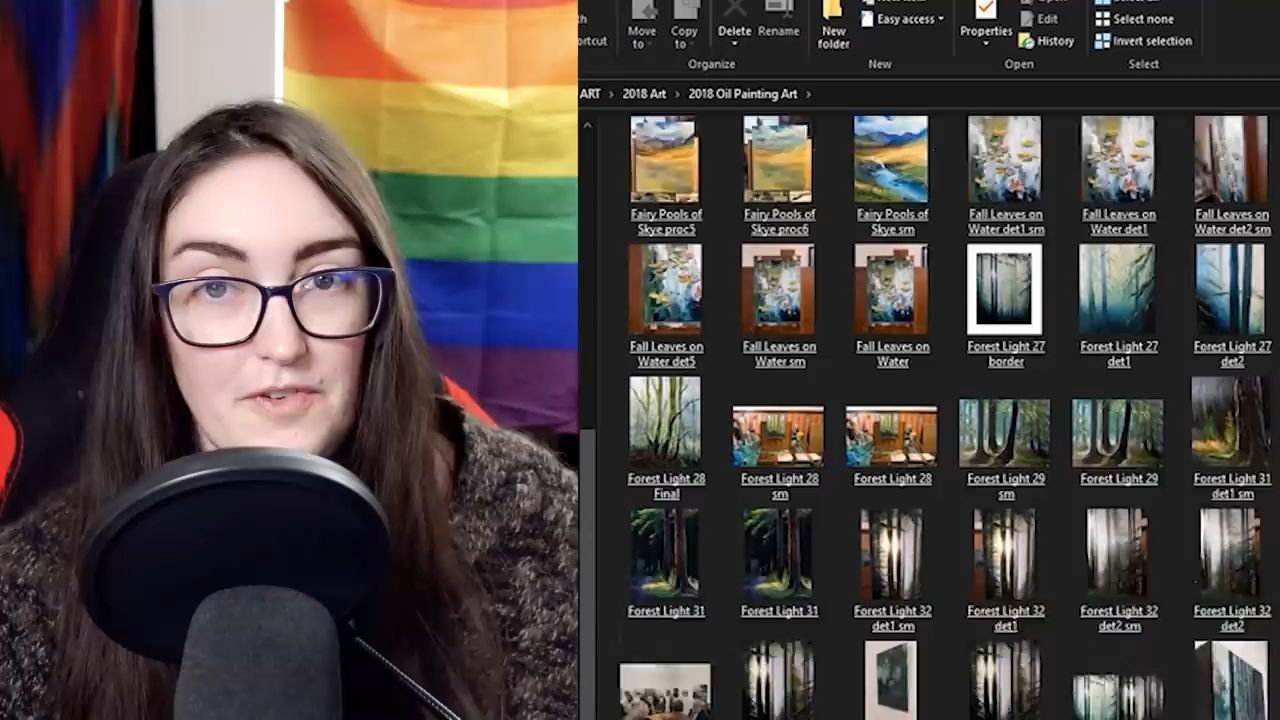 Move to
Copy to
Delete
Rename
New folder
Easy access
Properties
Edit
History
Select none
Invert selection
Organize
New
Open
Select
ART > 2018 Art > 2018 Oil Painting Art >
Fairy Pools of Skye proc5
Fairy Pools of Skye proc6
Fairy Pools of Skye sm
Fall Leaves on Water det1 sm
Fall Leaves on Water det1
Fall Leaves on Water det2 sm
Fall Leaves on Water det5
Fall Leaves on Water sm
Fall Leaves on Water
Forest Light 27 border
Forest Light 27 det1
Forest Light 27 det2
Forest Light 28 Final
Forest Light 28 sm
Forest Light 28
Forest Light 29 sm
Forest Light 29
Forest Light 31 det1 sm
Forest Light 31
Forest Light 31
Forest Light 32 det1 sm
Forest Light 32 det1
Forest Light 32 det2 sm
Forest Light 32 det2